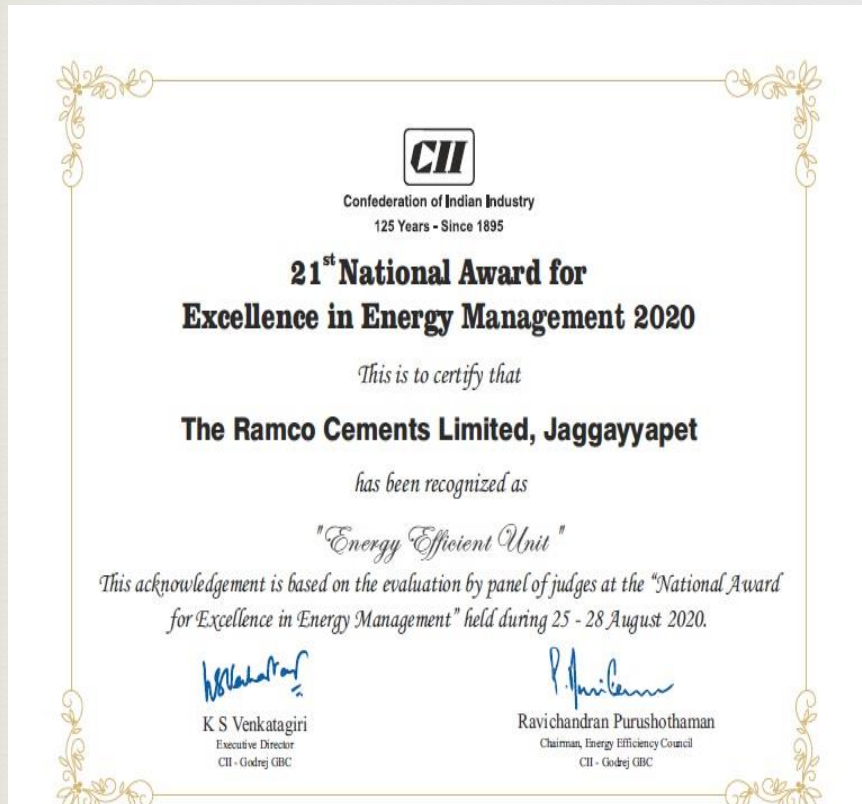 CII
Confederation of Indian Industry
125 Years - Since 1895
21st National Award for
Excellence in Energy Management 2020
This is to certify that
The Ramco Cements Limited, Jaggayyapet
has been recognized as
"Energy Efficient Unit"
This acknowledgement is based on the evaluation by panel of judges at the “National Award
for Excellence in Energy Management” held during 25 - 28 August 2020.
K S Venkatagiri
Executive Director
CII - Godrej GBC
Ravichandran Purushothaman
Chairman, Energy Efficiency Council
CII - Godrej GBC